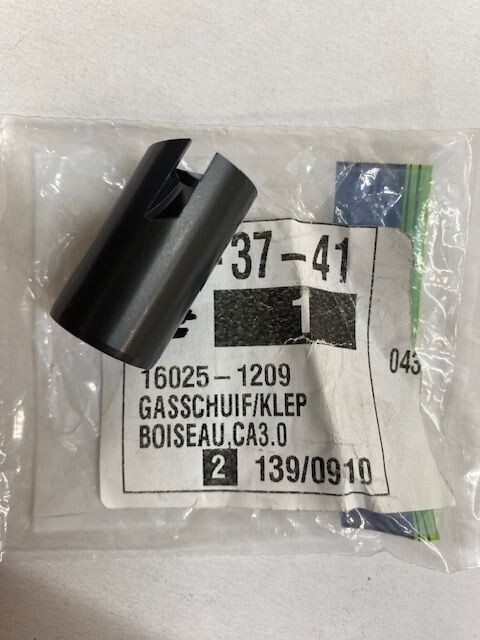 -37-41
1
043
16025-1209
GASSCHUIF/KLEP
BOISEAU,CA3.0
2 139/0910